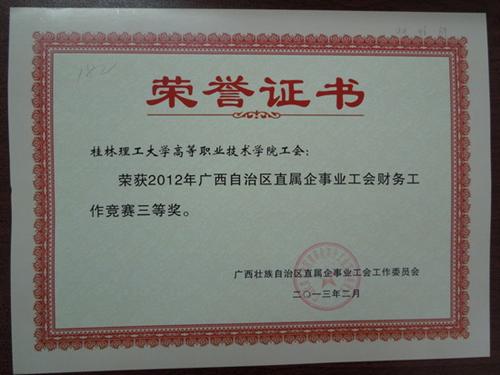 荣誉证书
桂林理工大学高等职业技术学院工会:
荣获2012年广西自治区直属企事业工会财务工
作竞赛三等奖。
广西壮族自治区直属企事业工会工作委员会
二〇一三年二月